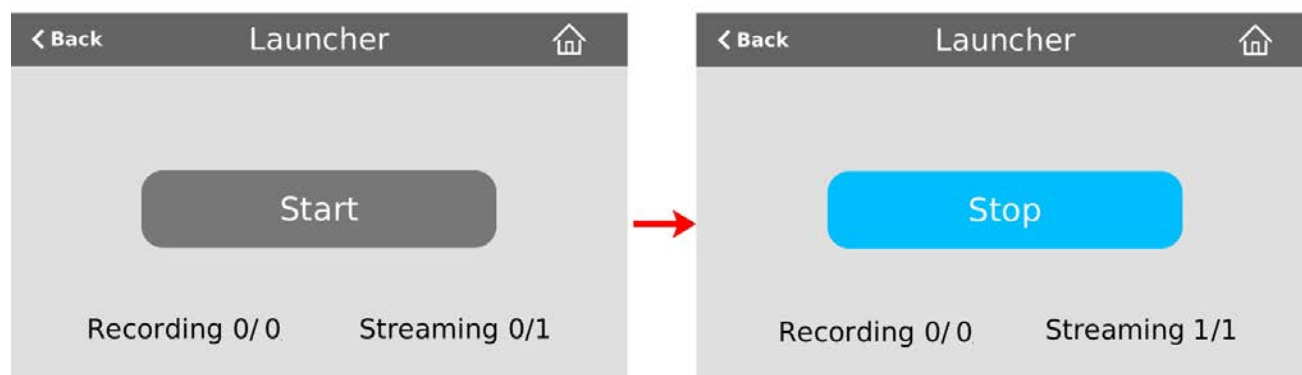 Back Launcher
Start
Recording 0/0 Streaming 0/1
Back Launcher
Stop
Recording 0/0 Streaming 1/1